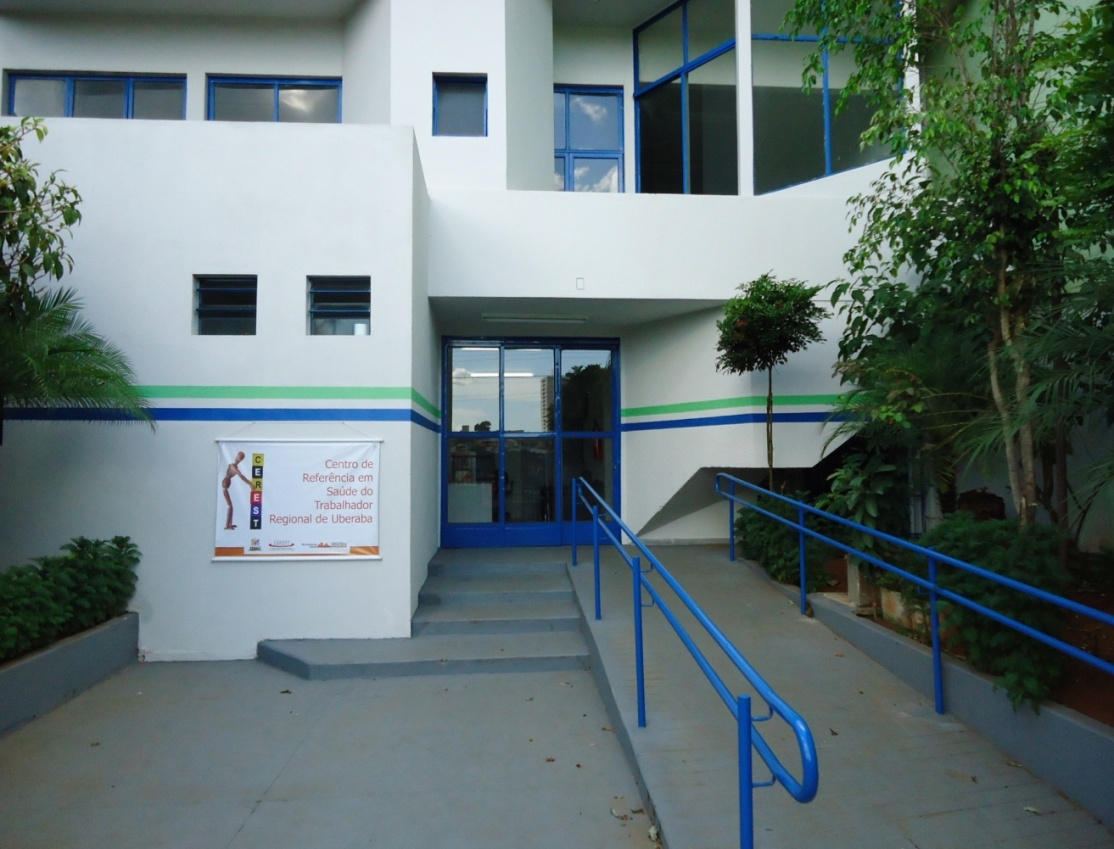 CEREST
Centro de
Referência em
Saúde do
Trabalhador
Regional de Uberaba